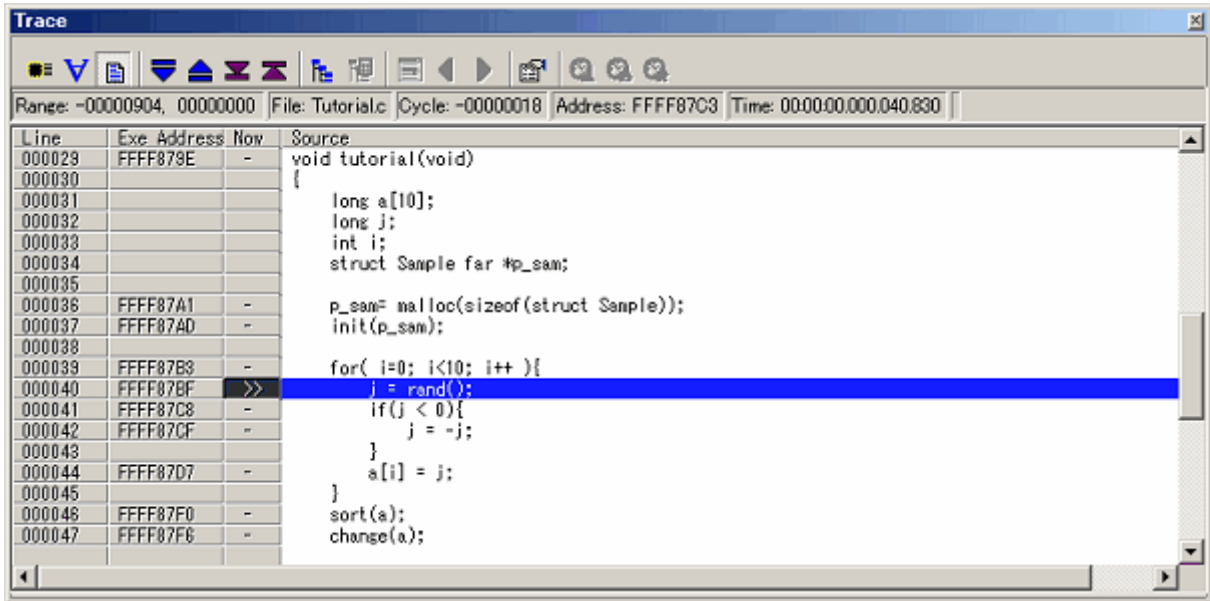 Trace
Range: -00000904, 00000000 File: Tutorial.c Cycle: -00000018 Address: FFFF87C3 Time: 00:00:00.000.040.830
Line Exe Address Now Source
000029 FFFF879E - void tutorial(void)
000030 {
000031 long a[10];
000032 long j;
000033 int i;
000034 struct Sample far *p_sam;
000035
000036 FFFF87A1 - p_sam= malloc(sizeof(struct Sample));
000037 FFFF87AD - init(p_sam);
000038
000039 FFFF87B3 - for( i=0; i<10; i++ ){
000040 FFFF87BF >> j = rand();
000041 FFFF87C8 - if(j < 0){
000042 FFFF87CF - j = -j;
000043 }
000044 FFFF87D7 - a[i] = j;
000045 }
000046 FFFF87F0 - sort(a);
000047 FFFF87F6 - change(a);